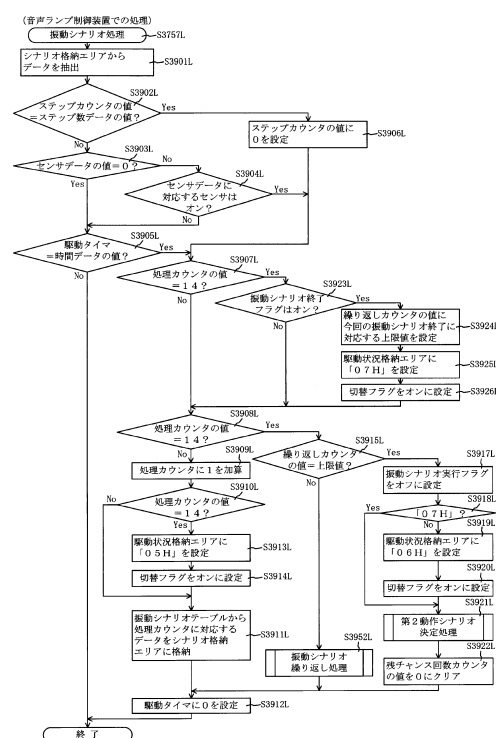 (音声ランプ制御装置での処理)
振動シナリオ処理
S3757L
シナリオ格納エリアから
データを抽出
S3901L
S3902L
ステップカウンタの値
=ステップ数データの値?
Yes
No
ステップカウンタの値に
0を設定
S3906L
S3903L
センサデータの値=0?
No
Yes
S3904L
センサデータに
対応するセンサは
オン?
Yes
No
S3905L
駆動タイマ
=時間データの値?
Yes
No
S3907L
処理カウンタの値
=14?
Yes
No
S3923L
振動シナリオ終了
フラグはオン?
Yes
No
繰り返しカウンタの値に
今回の振動シナリオ終了に
対応する上限値を設定
S3924L
駆動状況格納エリアに
「07H」を設定
S3925L
切替フラグをオンに設定
S3926L
S3908L
処理カウンタの値
=14?
Yes
No
S3909L
処理カウンタに1を加算
S3910L
処理カウンタの値
=14?
No
Yes
駆動状況格納エリアに
「05H」を設定
S3913L
切替フラグをオンに設定
S3914L
振動シナリオテーブルから
処理カウンタに対応する
データをシナリオ格納
エリアに格納
S3911L
S3915L
繰り返しカウンタ
の値=上限値?
Yes
No
S3917L
振動シナリオ実行フラグ
をオフに設定
S3918L
「07H」?
Yes
No
S3919L
駆動状況格納エリアに
「06H」を設定
S3920L
切替フラグをオンに設定
S3921L
第2動作シナリオ
決定処理
S3922L
残チャンス回数カウンタ
の値を0にクリア
S3952L
振動シナリオ
繰り返し処理
駆動タイマに0を設定
S3912L
終了